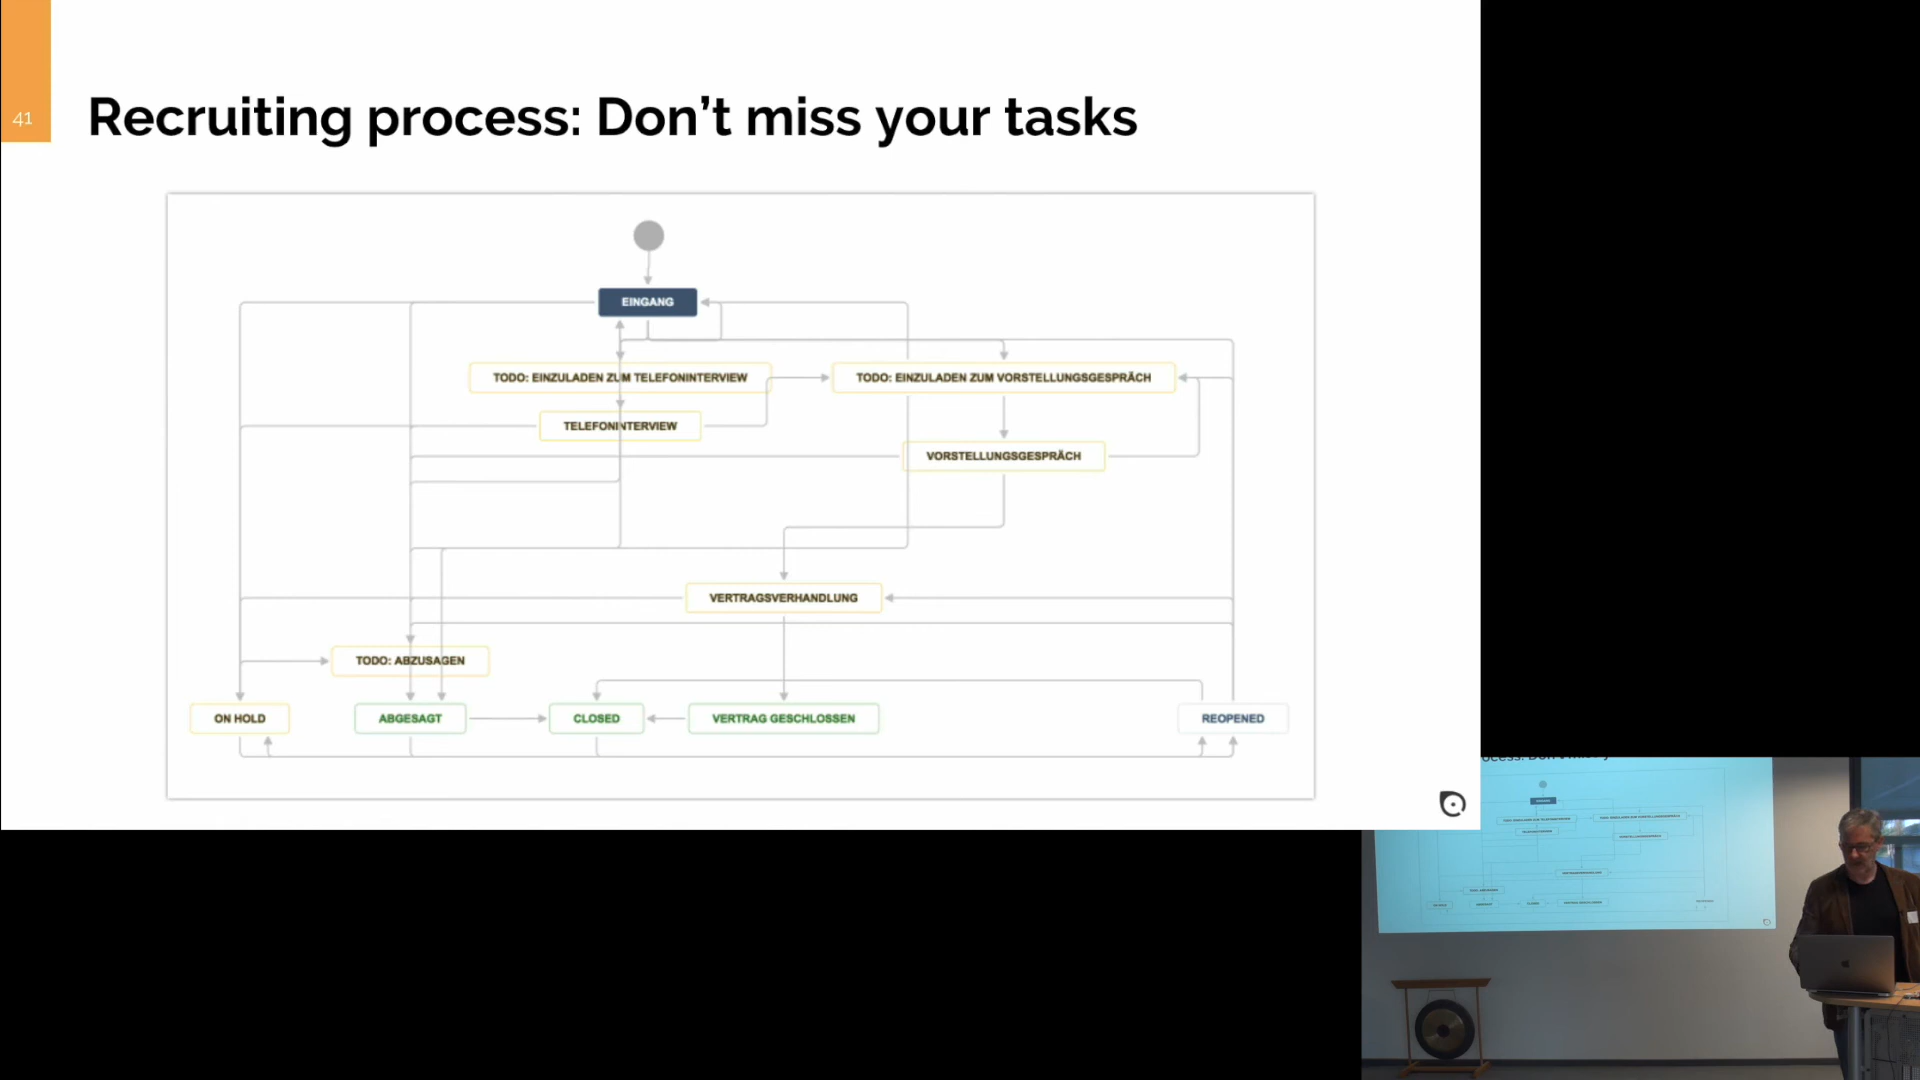 41
Recruiting process: Don't miss your tasks
EINGANG
TODO: EINZULADEN ZUM TELEFONINTERVIEW
TODO: EINZULADEN ZUM VORSTELLUNGSGESPRÄCH
TELEFONINTERVIEW
VORSTELLUNGSGESPRÄCH
VERTRAGSVERHANDLUNG
TODO: ABZUSAGEN
ON HOLD
ABGESAGT
CLOSED
VERTRAG GESCHLOSSEN
REOPENED